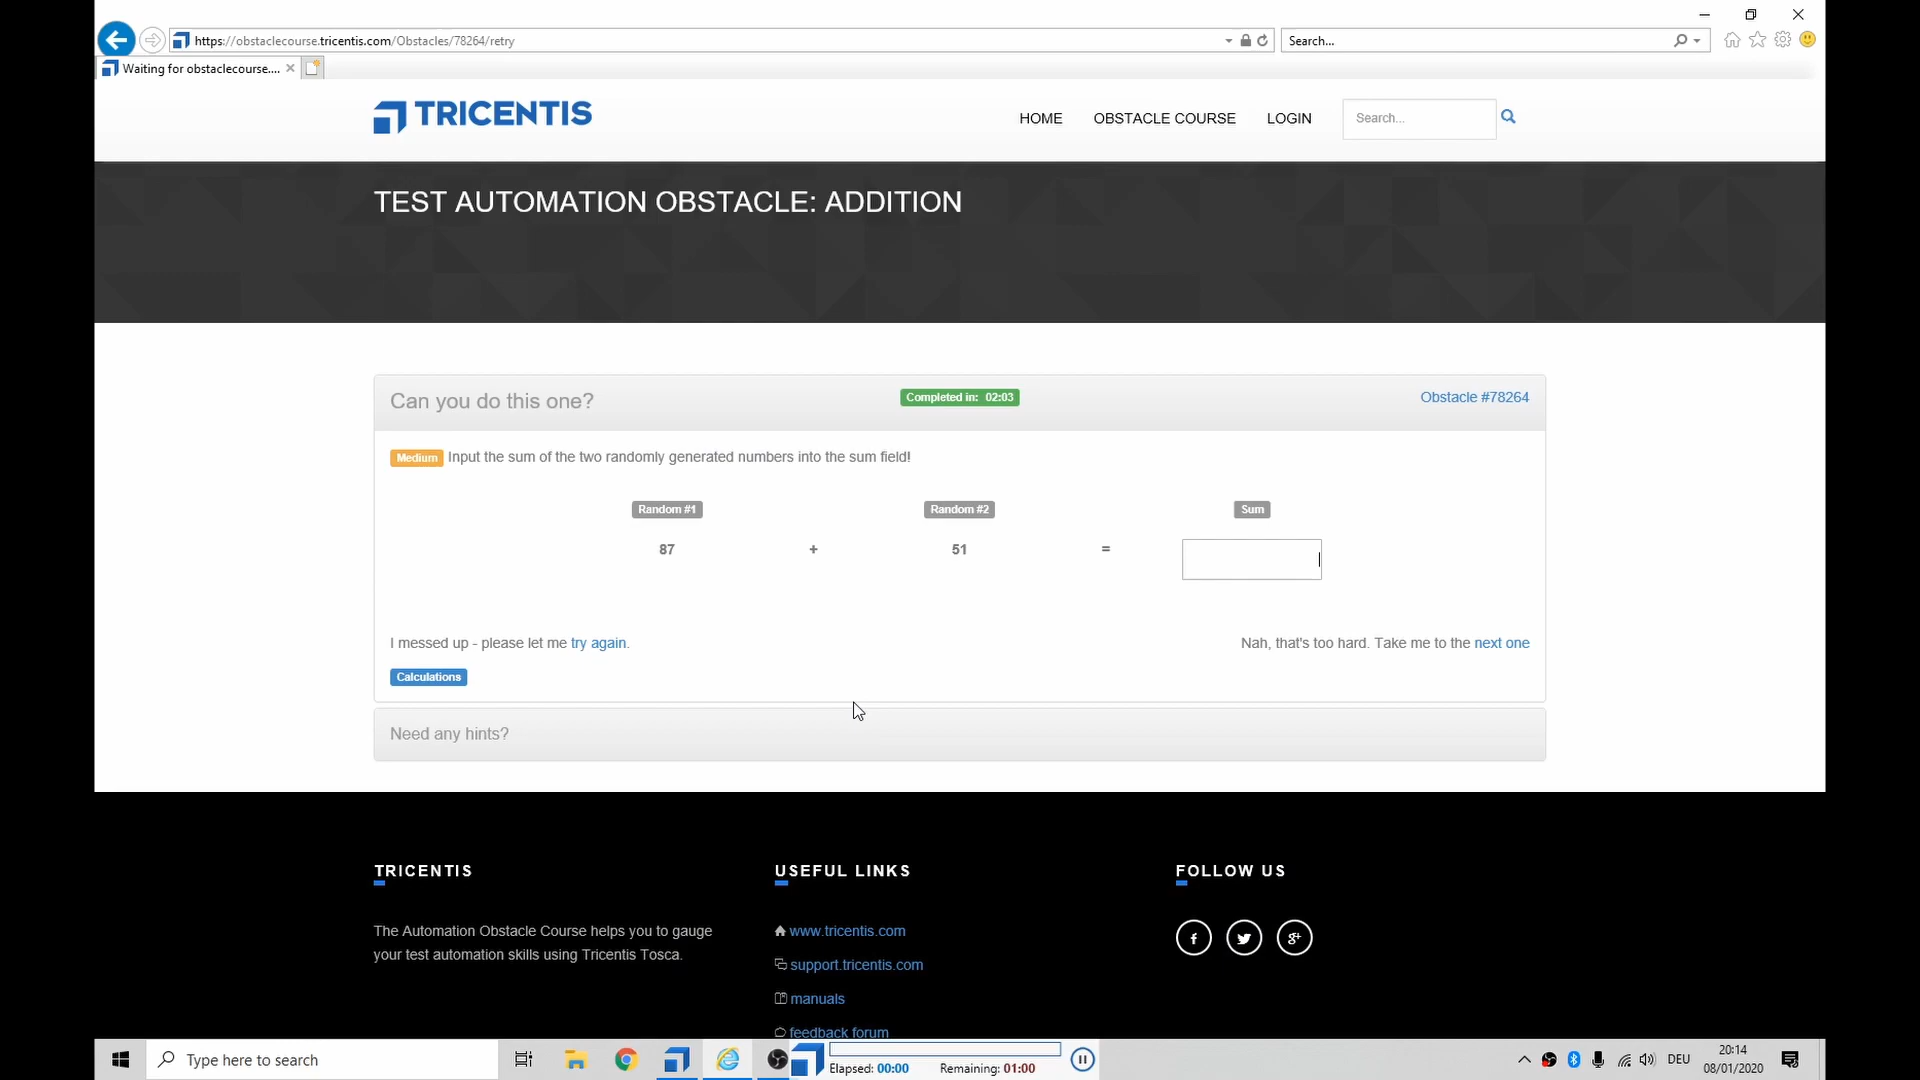 https://obstaclecourse.tricentis.com/Obstacles/78264/retry
Search...
Waiting for obstaclecourse....
TRICENTIS
HOME
OBSTACLE COURSE
LOGIN
Search...
TEST AUTOMATION OBSTACLE: ADDITION
Can you do this one?
Completed in: 02:03
Obstacle #78264
Medium Input the sum of the two randomly generated numbers into the sum field!
Random #1
Random #2
Sum
87 + 51 =
I messed up - please let me try again.
Nah, that's too hard. Take me to the next one
Calculations
Need any hints?
TRICENTIS
USEFUL LINKS
FOLLOW US
The Automation Obstacle Course helps you to gauge
your test automation skills using Tricentis Tosca.
www.tricentis.com
support.tricentis.com
manuals
feedback forum
Type here to search
Elapsed: 00:00
Remaining: 01:00
DEU
20:14
08/01/2020